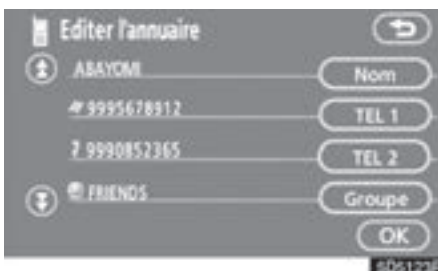 Editer l'annuaire
ABAYOMI Nom
9995678912 TEL 1
9990852365 TEL 2
FRIENDS Groupe
OK